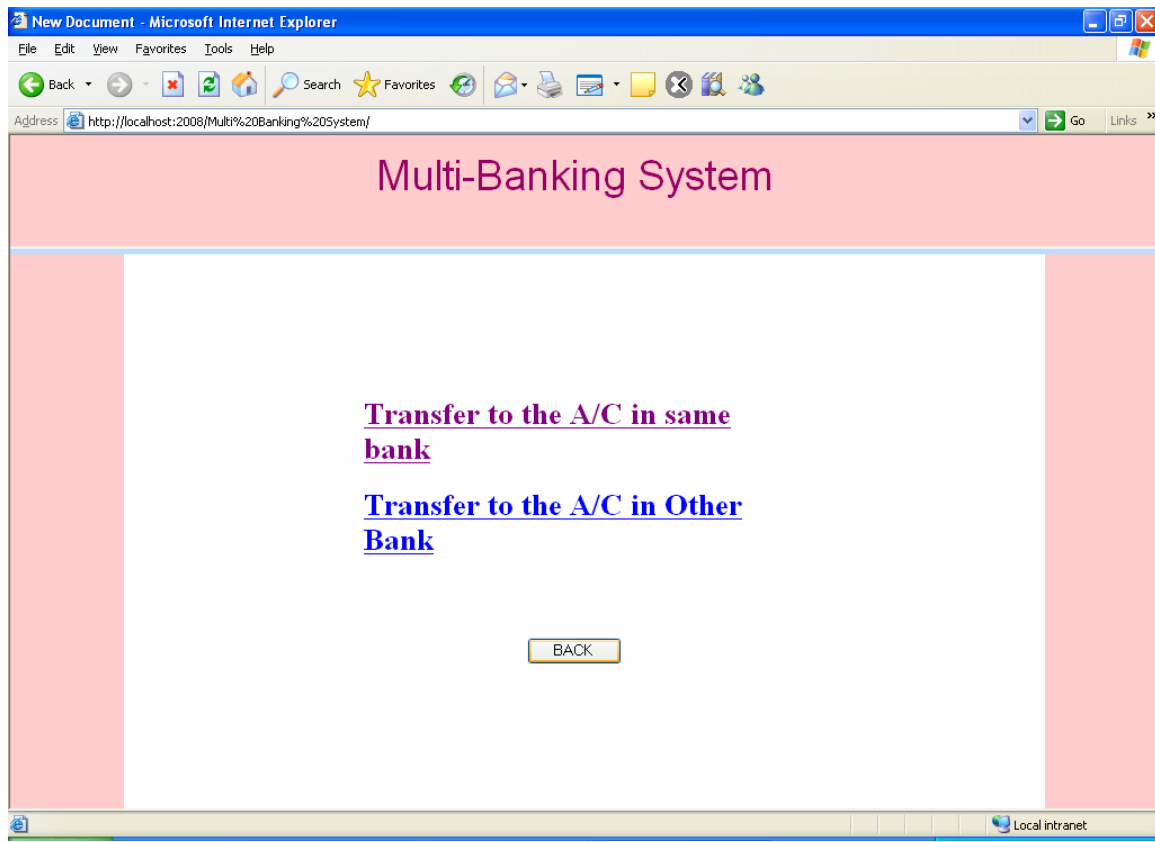 New Document - Microsoft Internet Explorer
File Edit View Favorites Tools Help
Back Search Favorites
Address http://localhost:2008/Multi%20Banking%20System/ Go Links »
Multi-Banking System
Transfer to the A/C in same
bank
Transfer to the A/C in Other
Bank
BACK
Local intranet